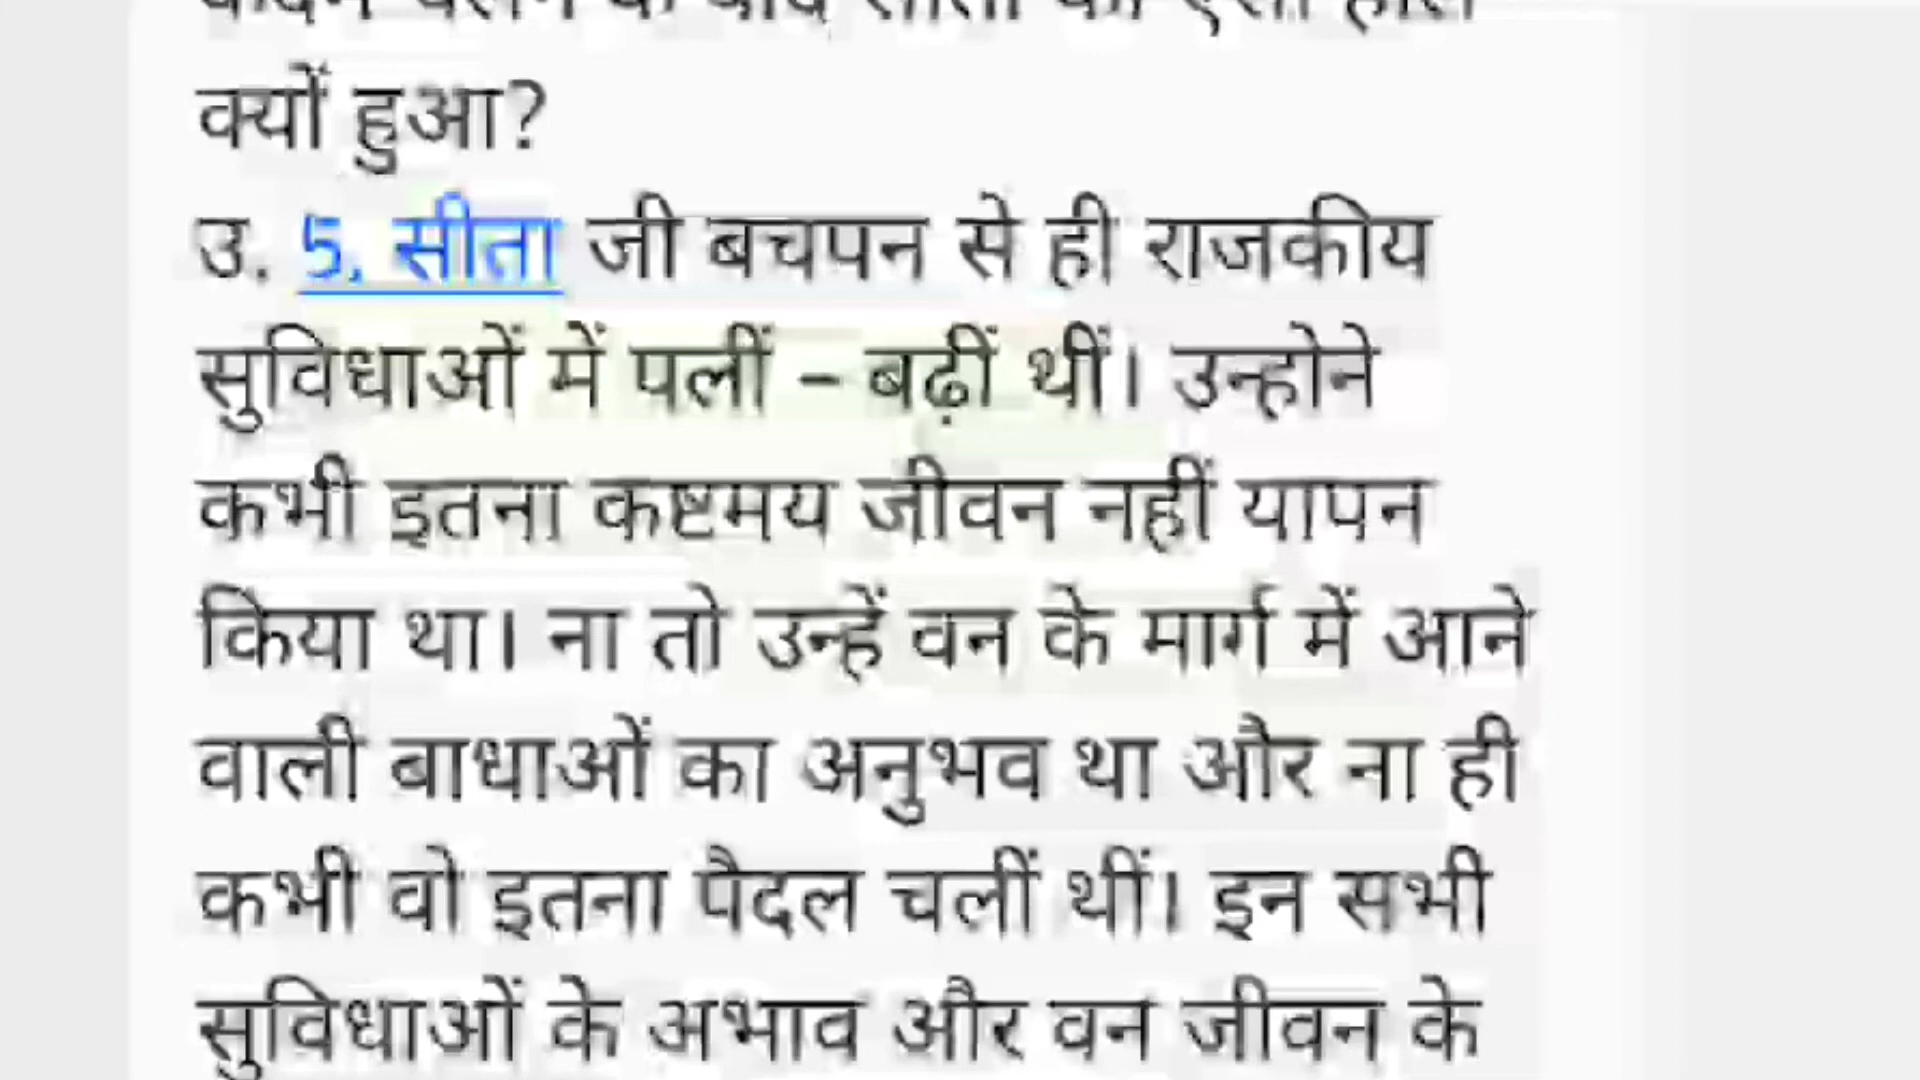 क्यों हुआ?
उ. 5. सीता जी बचपन से ही राजकीय
सुविधाओं में पलीं – बढ़ीं थीं। उन्होने
कभी इतना कष्टमय जीवन नहीं यापन
किया था। ना तो उन्हें वन के मार्ग में आने
वाली बाधाओं का अनुभव था और ना ही
कभी वो इतना पैदल चलीं थीं। इन सभी
सुविधाओं के अभाव और वन जीवन के